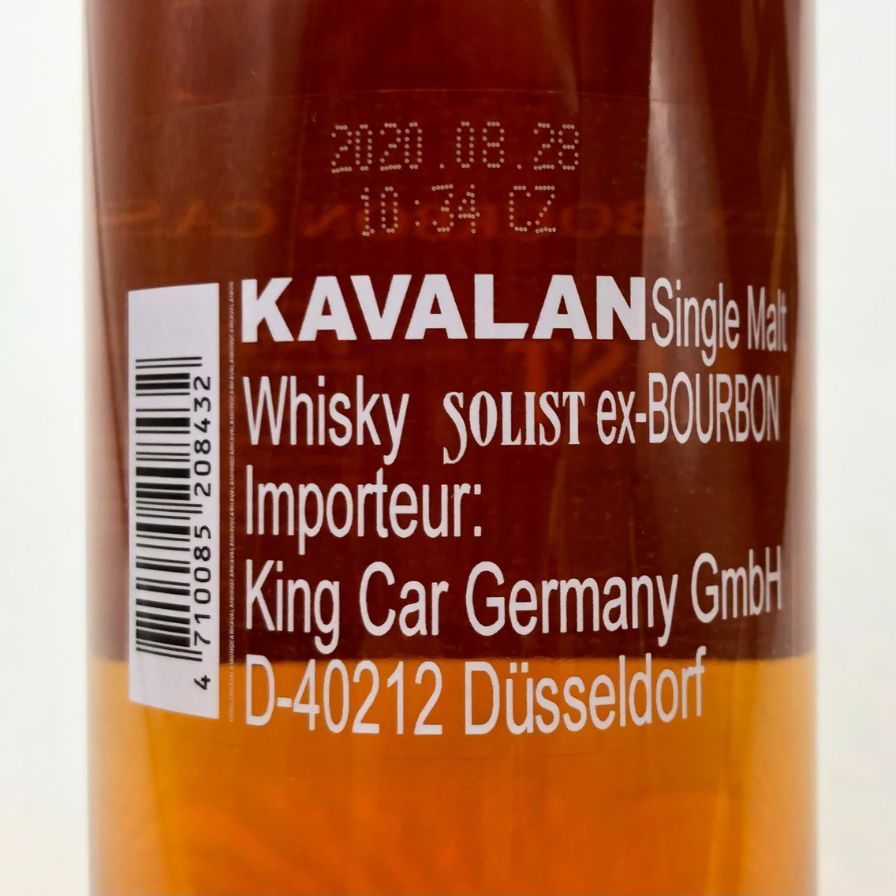 2020.08.28
10:34 CZ
KAVALAN Single Malt
Whisky SOLIST ex-BOURBON
Importeur:
King Car Germany GmbH
D-40212 Düsseldorf
4 710085 208432